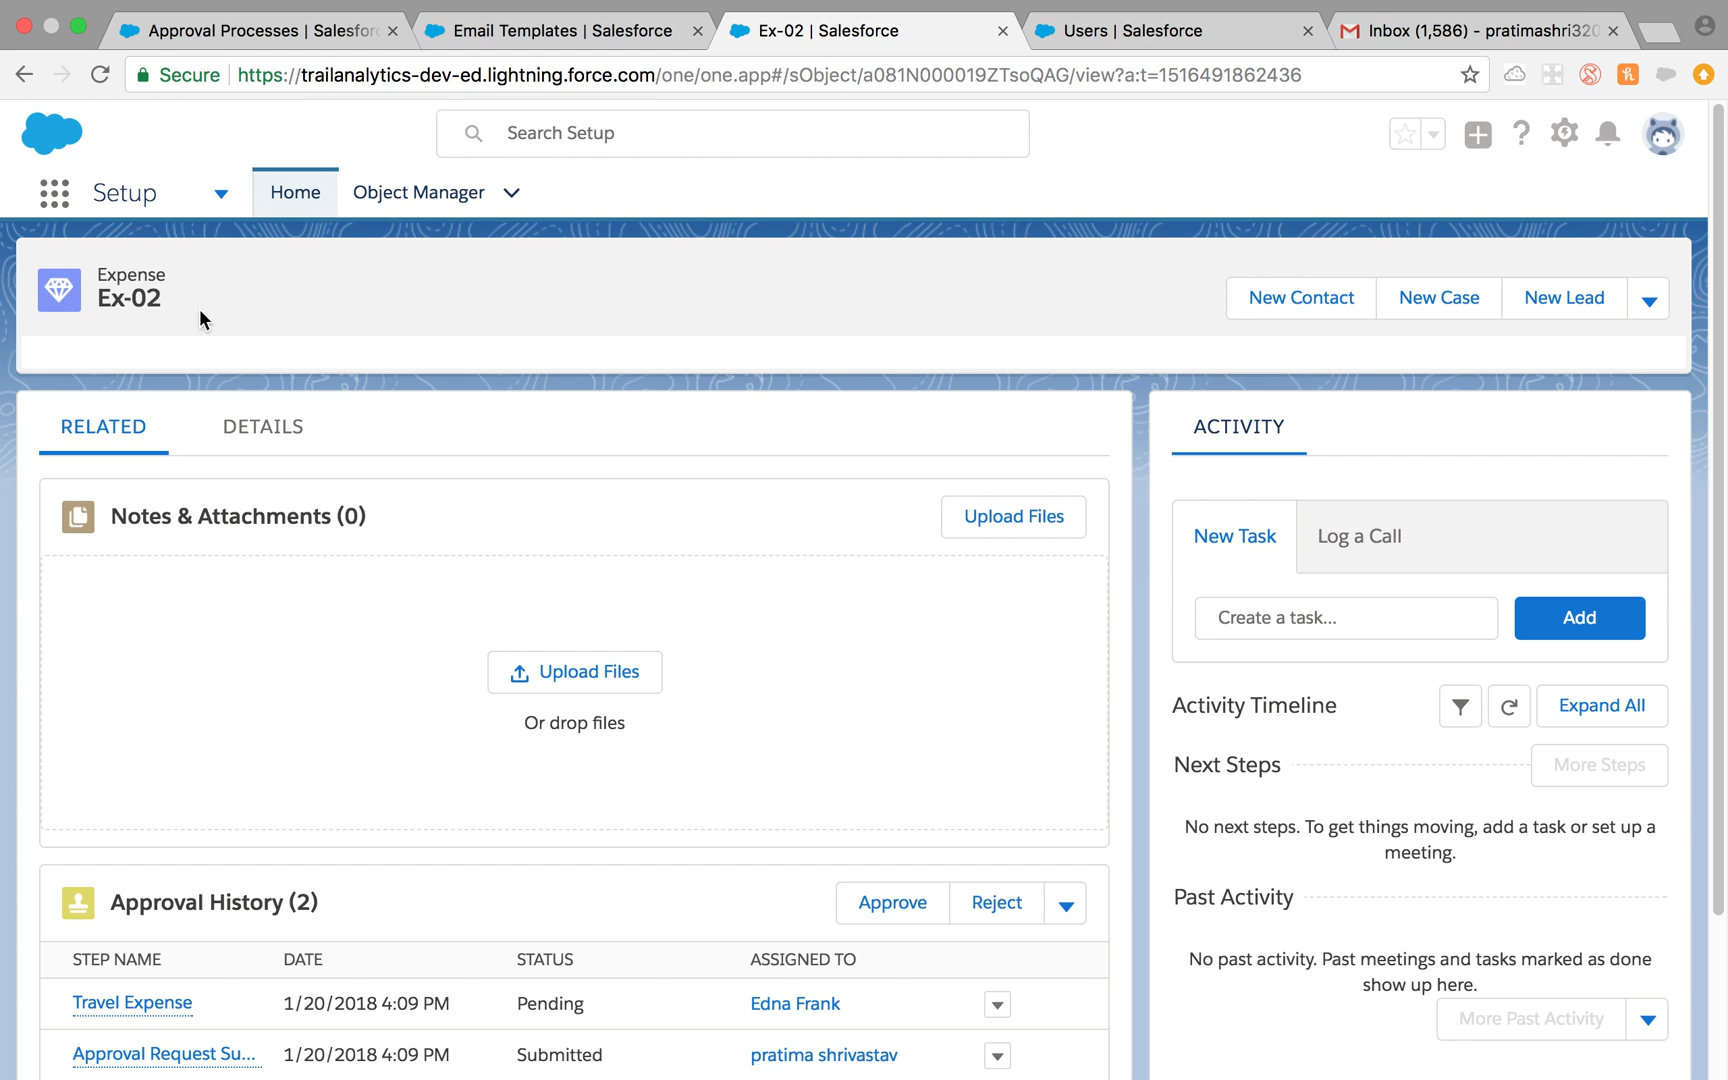 Approval Processes | Salesfor
Email Templates | Salesforce
Ex-02 | Salesforce
Users | Salesforce
Inbox (1,586) - pratimashri320
Secure
https://trailanalytics-dev-ed.lightning.force.com/one/one.app#/sObject/a081N000019ZTsoQAG/view?a:t=1516491862436
Search Setup
Setup
Home
Object Manager
Expense
Ex-02
New Contact
New Case
New Lead
RELATED
DETAILS
ACTIVITY
Notes & Attachments (0)
Upload Files
Upload Files
Or drop files
New Task
Log a Call
Create a task...
Add
Activity Timeline
Expand All
Next Steps
More Steps
No next steps. To get things moving, add a task or set up a
meeting.
Past Activity
No past activity. Past meetings and tasks marked as done
show up here.
More Past Activity
Approval History (2)
Approve
Reject
STEP NAME DATE STATUS ASSIGNED TO
Travel Expense 1/20/2018 4:09 PM Pending Edna Frank
Approval Request Su... 1/20/2018 4:09 PM Submitted pratima shrivastav